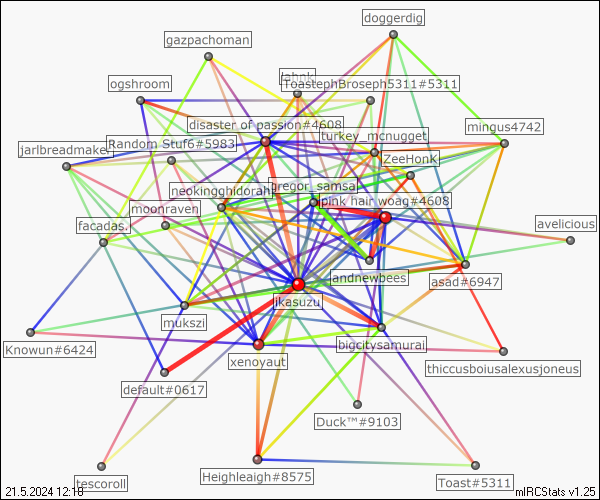 doggerdig
gazpachoman
ToastephBroseph5311#5311
ogshroom
disaster of passion#4608
mingus4742
turkey_mcnugget
Random Stuf6#5983
jarlbreadmaker
ZeeHonK
gregor_samsa
neokingghidorah
pink hair woag#4608
moonraven
facadas.
avelicious
andnewbees
asad#6947
ikasuzu
mukszi
bigcitysamurai
Knowun#6424
xenoyaut
thiccusboiusalexusjoneus
default#0617
Duck™#9103
Heighleaigh#8575
tescoroll
Toast#5311
21.5.2024 12:18
mIRCStats v1.25